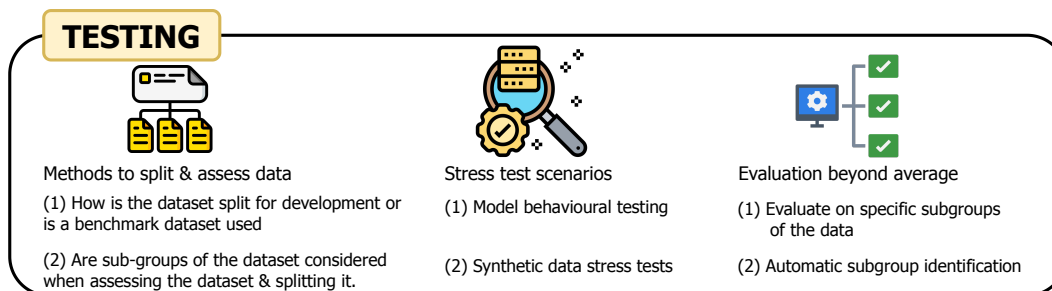 TESTING
Methods to split & assess data
(1) How is the dataset split for development or
is a benchmark dataset used
(2) Are sub-groups of the dataset considered
when assessing the dataset & splitting it.
Stress test scenarios
(1) Model behavioural testing
(2) Synthetic data stress tests
Evaluation beyond average
(1) Evaluate on specific subgroups
of the data
(2) Automatic subgroup identification